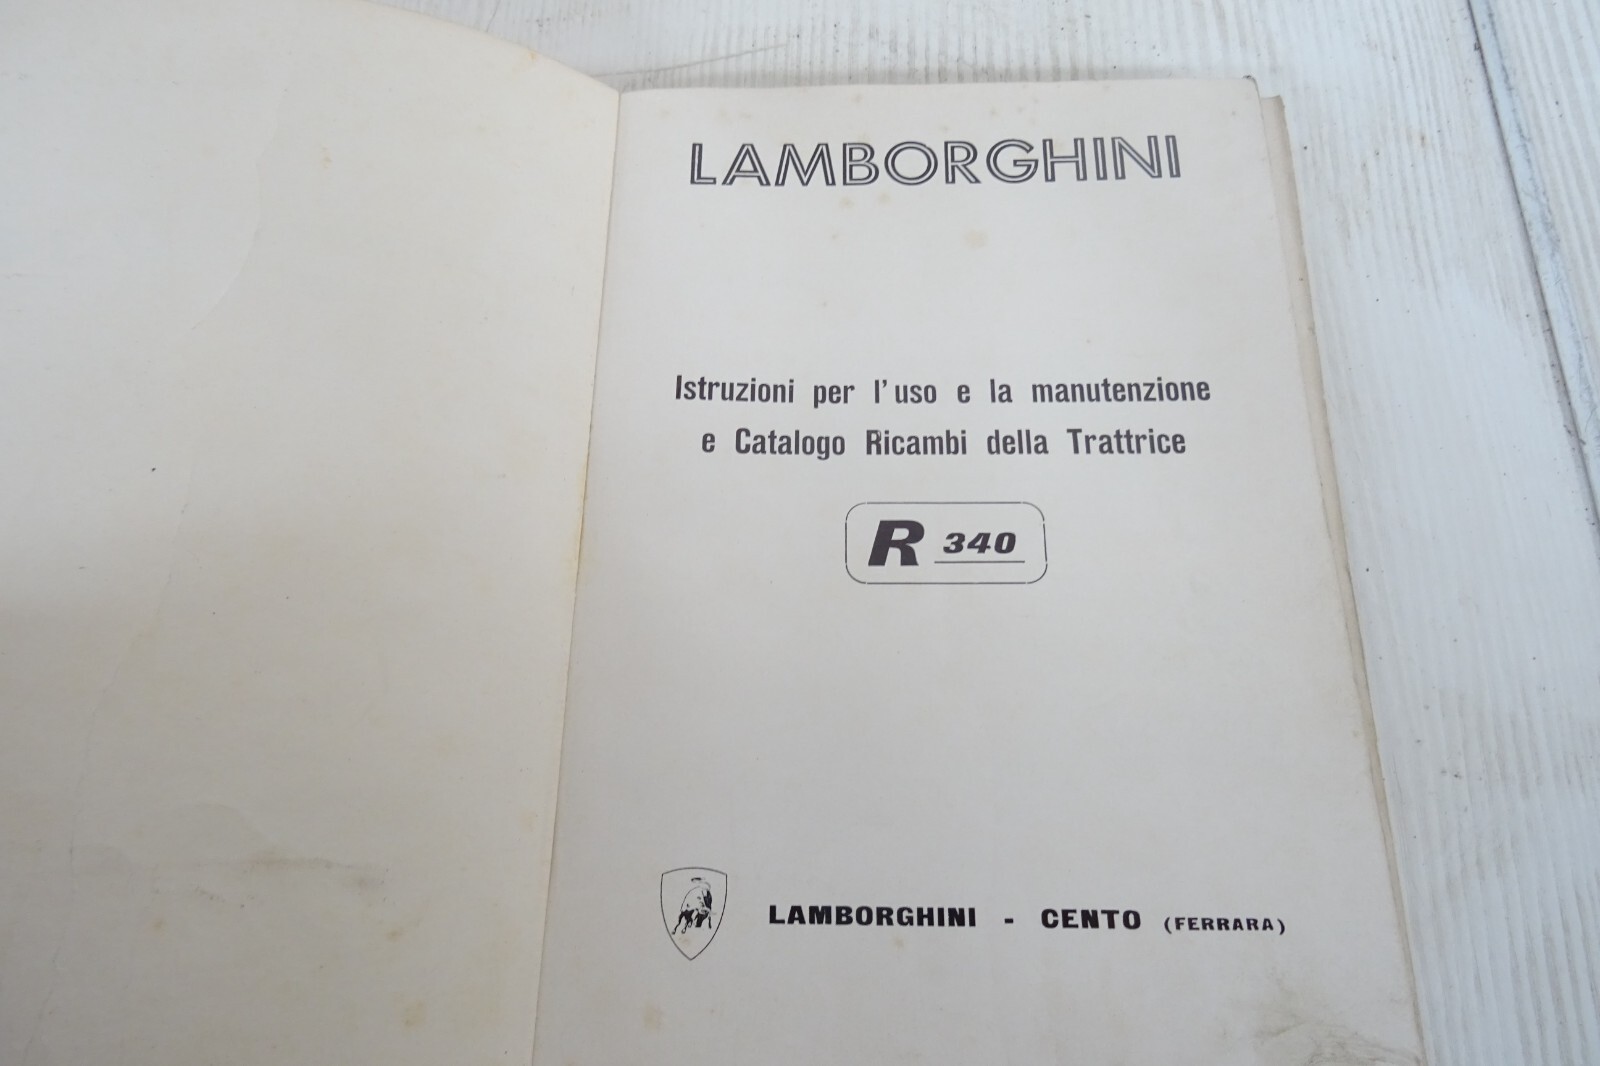 LAMBORGHINI
Istruzioni per l'uso e la manutenzione
e Catalogo Ricambi della Trattrice
R 340
LAMBORGHINI - CENTO (FERRARA)